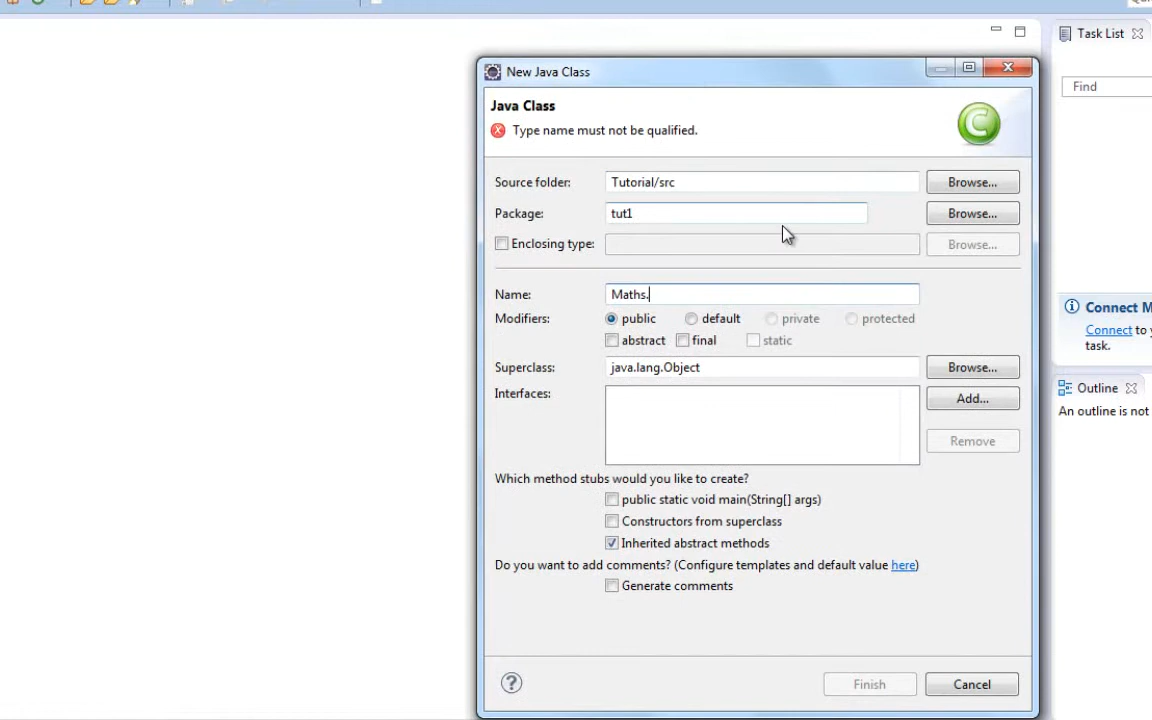 Task List
New Java Class
Java Class
Find
Type name must not be qualified.
Source folder: Tutorial/src Browse...
Package: tut1 Browse...
Enclosing type: Browse...
Name: Maths.
Modifiers: public default private protected
abstract final static
Superclass: java.lang.Object Browse...
Interfaces: Add...
Remove
Which method stubs would you like to create?
public static void main(String[] args)
Constructors from superclass
Inherited abstract methods
Do you want to add comments? (Configure templates and default value here)
Generate comments
? Finish Cancel
Connect M
Connect to y
task.
Outline
An outline is not